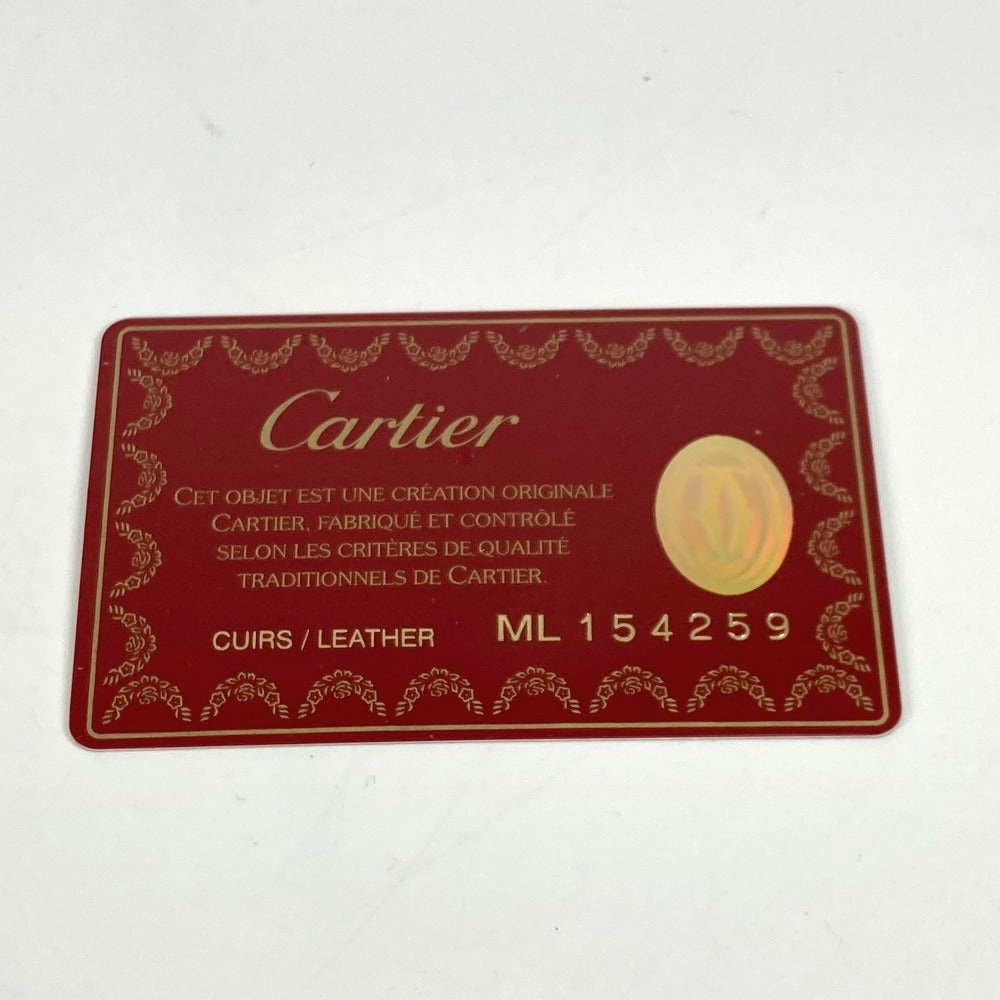 Cartier
CET OBJET EST UNE CRÉATION ORIGINALE
CARTIER, FABRIQUÉ ET CONTRÔLÉ
SELON LES CRITÈRES DE QUALITÉ
TRADITIONNELS DE CARTIER.
CUIRS / LEATHER ML 154259